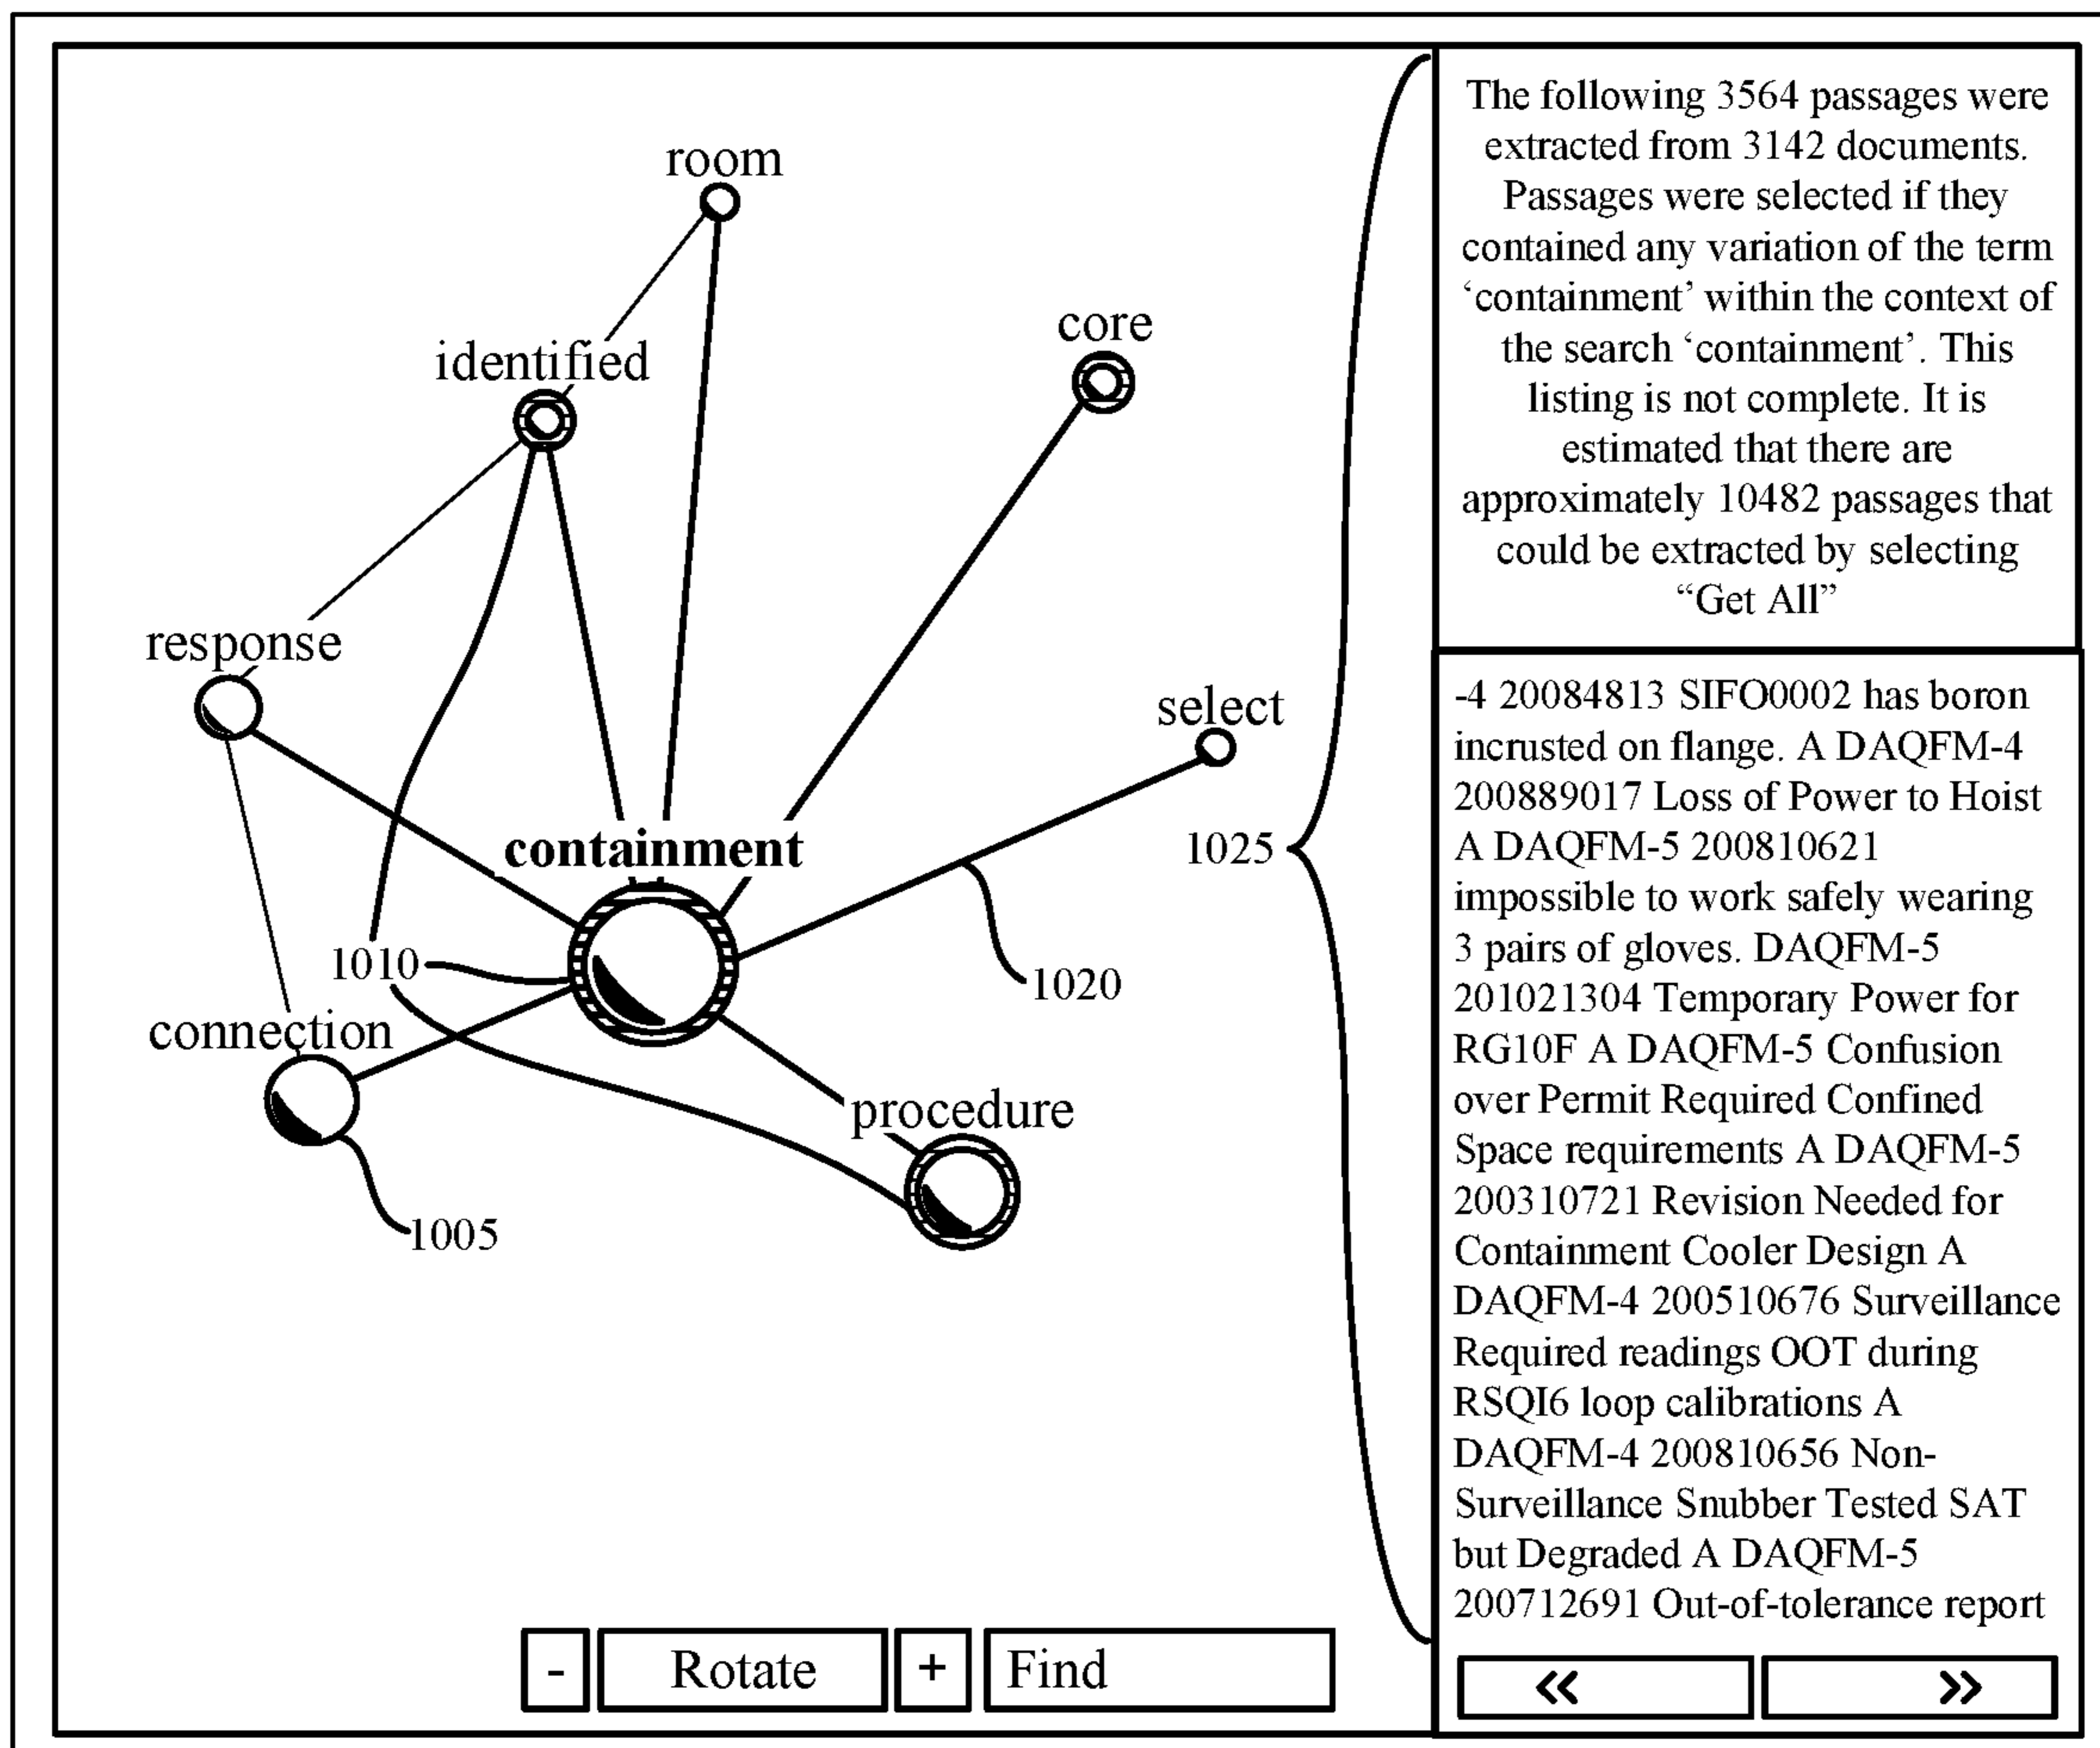 room
core
identified
response
select
containment
1025
1010
1020
connection
procedure
1005
-
Rotate
+
Find
The following 3564 passages were
extracted from 3142 documents.
Passages were selected if they
contained any variation of the term
‘containment’ within the context of
the search ‘containment’. This
listing is not complete. It is
estimated that there are
approximately 10482 passages that
could be extracted by selecting
“Get All”
-4 20084813 SIFO0002 has boron
incrusted on flange. A DAQFM-4
200889017 Loss of Power to Hoist
A DAQFM-5 200810621
impossible to work safely wearing
3 pairs of gloves. DAQFM-5
201021304 Temporary Power for
RG10F A DAQFM-5 Confusion
over Permit Required Confined
Space requirements A DAQFM-5
200310721 Revision Needed for
Containment Cooler Design A
DAQFM-4 200510676 Surveillance
Required readings OOT during
RSQI6 loop calibrations A
DAQFM-4 200810656 Non-
Surveillance Snubber Tested SAT
but Degraded A DAQFM-5
200712691 Out-of-tolerance report
« »